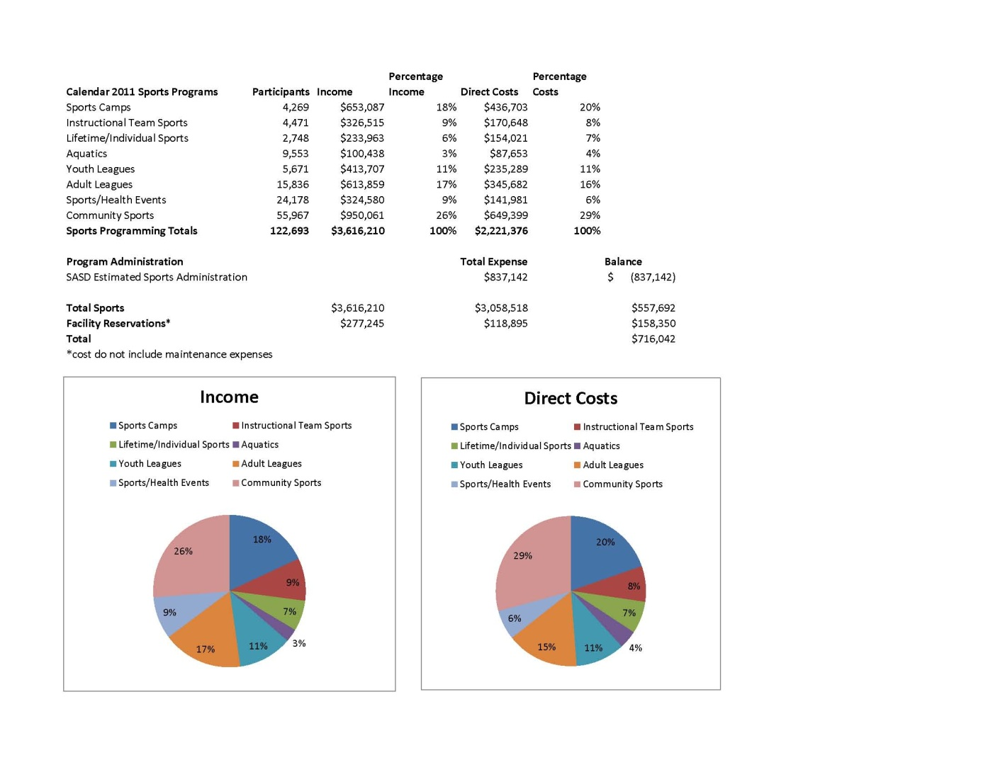 Percentage Percentage
Calendar 2011 Sports Programs Participants Income Income Direct Costs Costs
Sports Camps 4,269 $653,087 18% $436,703 20%
Instructional Team Sports 4,471 $326,515 9% $170,648 8%
Lifetime/Individual Sports 2,748 $233,963 6% $154,021 7%
Aquatics 9,553 $100,438 3% $87,653 4%
Youth Leagues 5,671 $413,707 11% $235,289 11%
Adult Leagues 15,836 $613,859 17% $345,682 16%
Sports/Health Events 24,178 $324,580 9% $141,981 6%
Community Sports 55,967 $950,061 26% $649,399 29%
Sports Programming Totals 122,693 $3,616,210 100% $2,221,376 100%
Program Administration Total Expense Balance
SASD Estimated Sports Administration $837,142 $ (837,142)
Total Sports $3,616,210 $3,058,518 $557,692
Facility Reservations* $277,245 $118,895 $158,350
Total $716,042
*cost do not include maintenance expenses
Income
Sports Camps Instructional Team Sports
Lifetime/Individual Sports Aquatics
Youth Leagues Adult Leagues
Sports/Health Events Community Sports
18%
26%
9%
9%
7%
3%
11%
17%
Direct Costs
Sports Camps Instructional Team Sports
Lifetime/Individual Sports Aquatics
Youth Leagues Adult Leagues
Sports/Health Events Community Sports
20%
29%
8%
7%
6%
4%
11%
15%